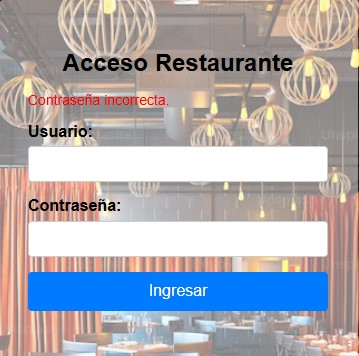 Acceso Restaurante
Contraseña incorrecta.
Usuario:
Contraseña:
Ingresar